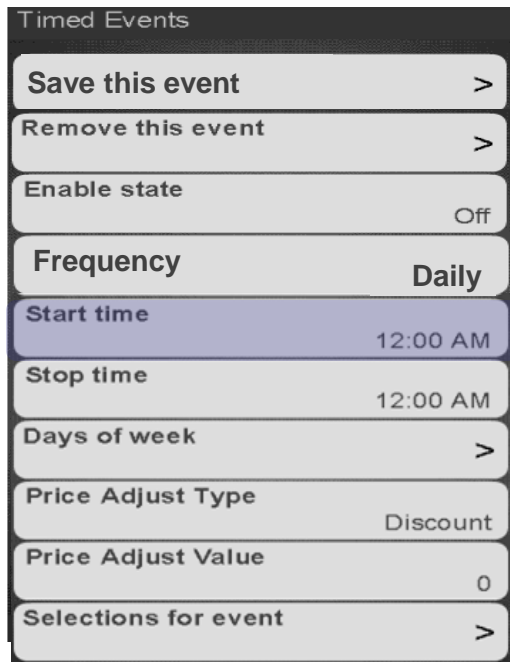 Timed Events
Save this event >
Remove this event >
Enable state
Off
Frequency
Daily
Start time
12:00 AM
Stop time
12:00 AM
Days of week >
Price Adjust Type
Discount
Price Adjust Value
0
Selections for event >